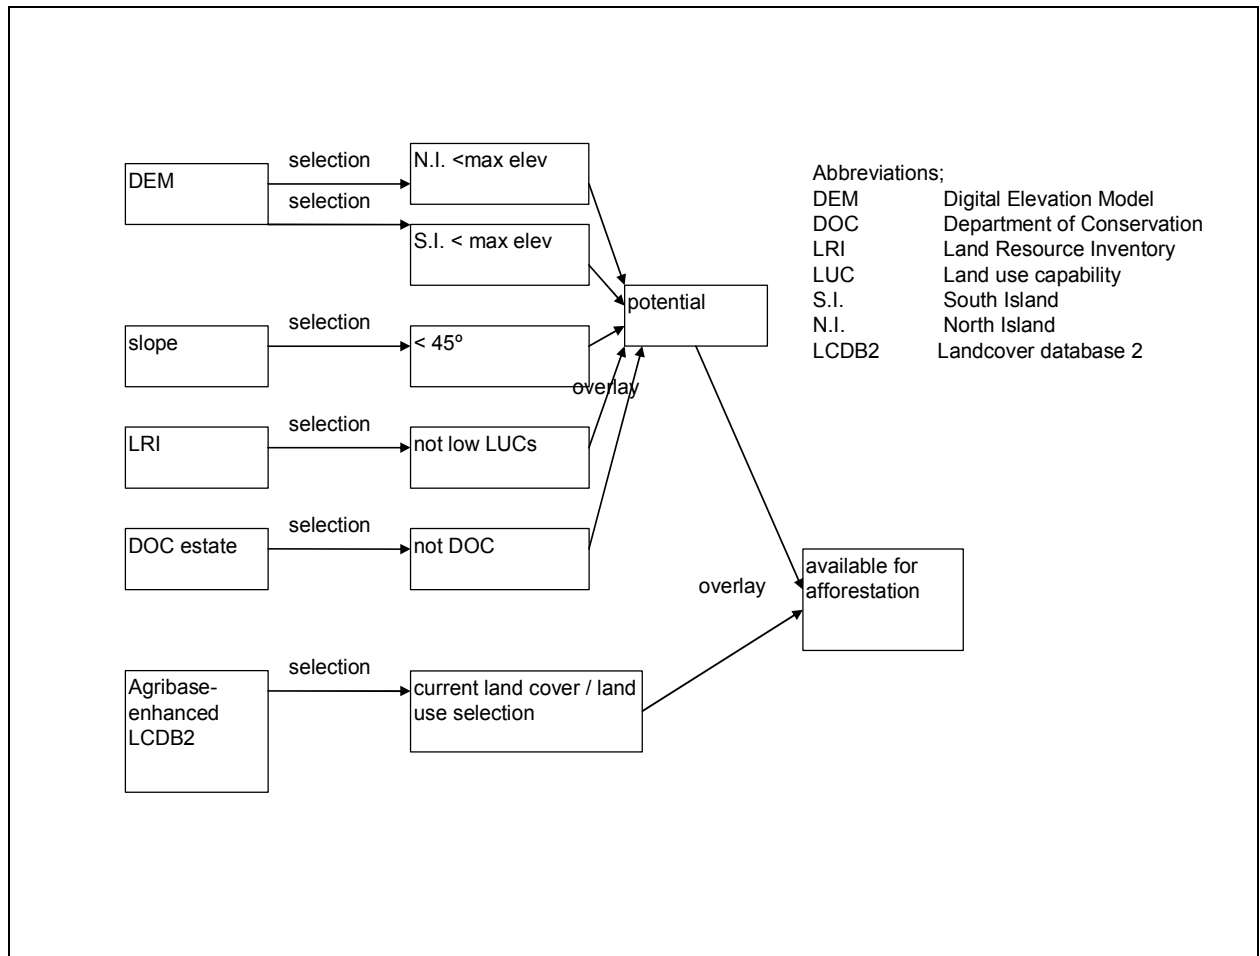 DEM
selection
selection
N.I. <max elev
S.I. < max elev
slope
selection
< 45º
potential
overlay
LRI
selection
not low LUCs
DOC estate
selection
not DOC
overlay
available for
afforestation
Agribase-
enhanced
LCDB2
selection
current land cover / land
use selection
Abbreviations;
DEM Digital Elevation Model
DOC Department of Conservation
LRI Land Resource Inventory
LUC Land use capability
S.I. South Island
N.I. North Island
LCDB2 Landcover database 2